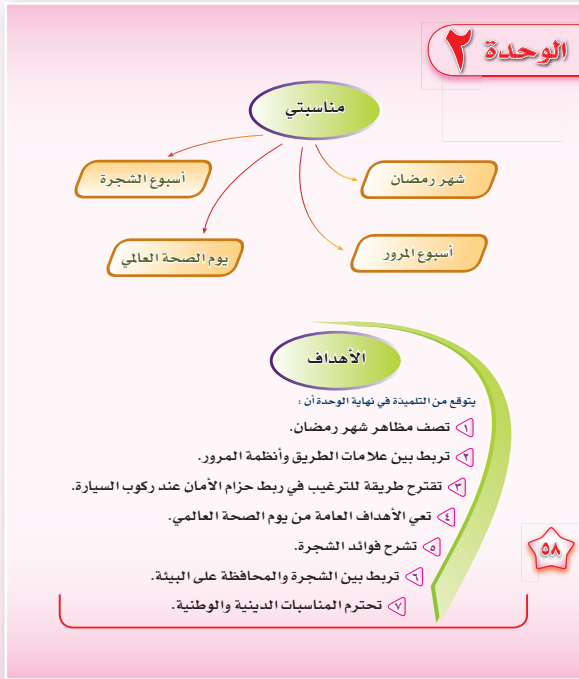 الوحدة ٢
مناسبتي
شهر رمضان
أسبوع الشجرة
أسبوع المرور
يوم الصحة العالمي
الأهداف
يتوقع من التلميذة في نهاية الوحدة أن :
١ تصف مظاهر شهر رمضان.
٢ تربط بين علامات الطريق وأنظمة المرور.
٣ تقترح طريقة للترغيب في ربط حزام الأمان عند ركوب السيارة.
٤ تعي الأهداف العامة من يوم الصحة العالمي.
٥ تشرح فوائد الشجرة.
٦ تربط بين الشجرة والمحافظة على البيئة.
٧ تحترم المناسبات الدينية والوطنية.
٥٨